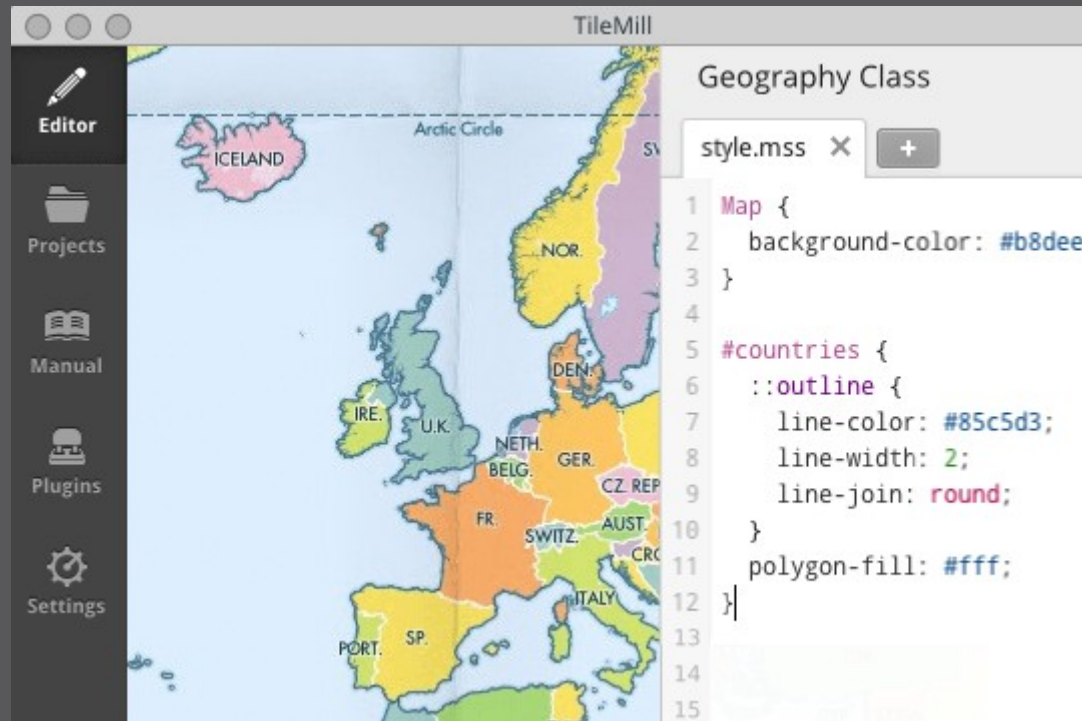 TileMill
Editor
Projects
Manual
Plugins
Settings
Arctic Circle
ICELAND
NOR.
DEN.
IRE.
U.K.
NETH.
BELG.
GER.
CZ. REP
FR.
SWITZ.
AUST.
CRO
ITALY
PORT.
SP.
Geography Class
style.mss
+
1 Map {
2 background-color: #b8dee
3 }
4
5 #countries {
6 ::outline {
7 line-color: #85c5d3;
8 line-width: 2;
9 line-join: round;
10 }
11 polygon-fill: #fff;
12 }
13
14
15